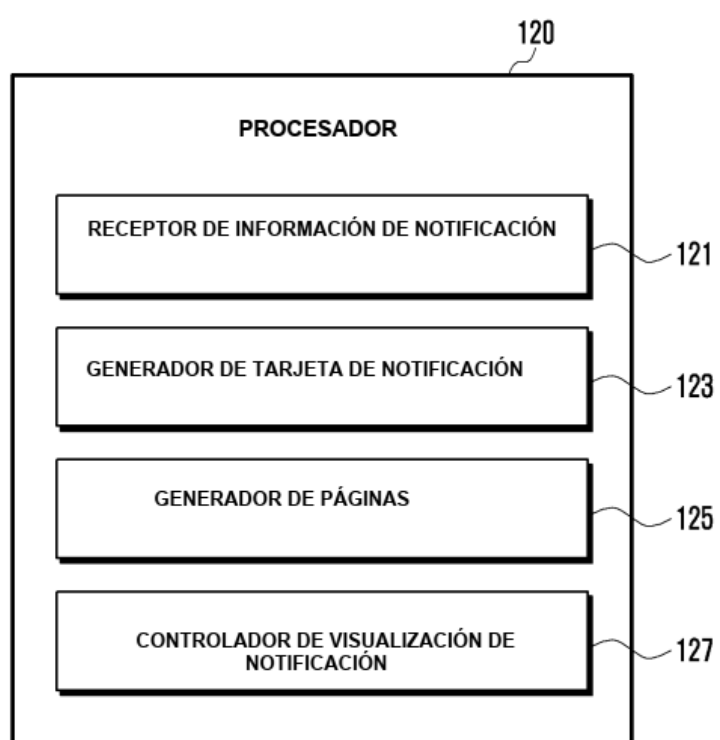 120
PROCESADOR
RECEPTOR DE INFORMACIÓN DE NOTIFICACIÓN
121
GENERADOR DE TARJETA DE NOTIFICACIÓN
123
GENERADOR DE PÁGINAS
125
CONTROLADOR DE VISUALIZACIÓN DE
NOTIFICACIÓN
127